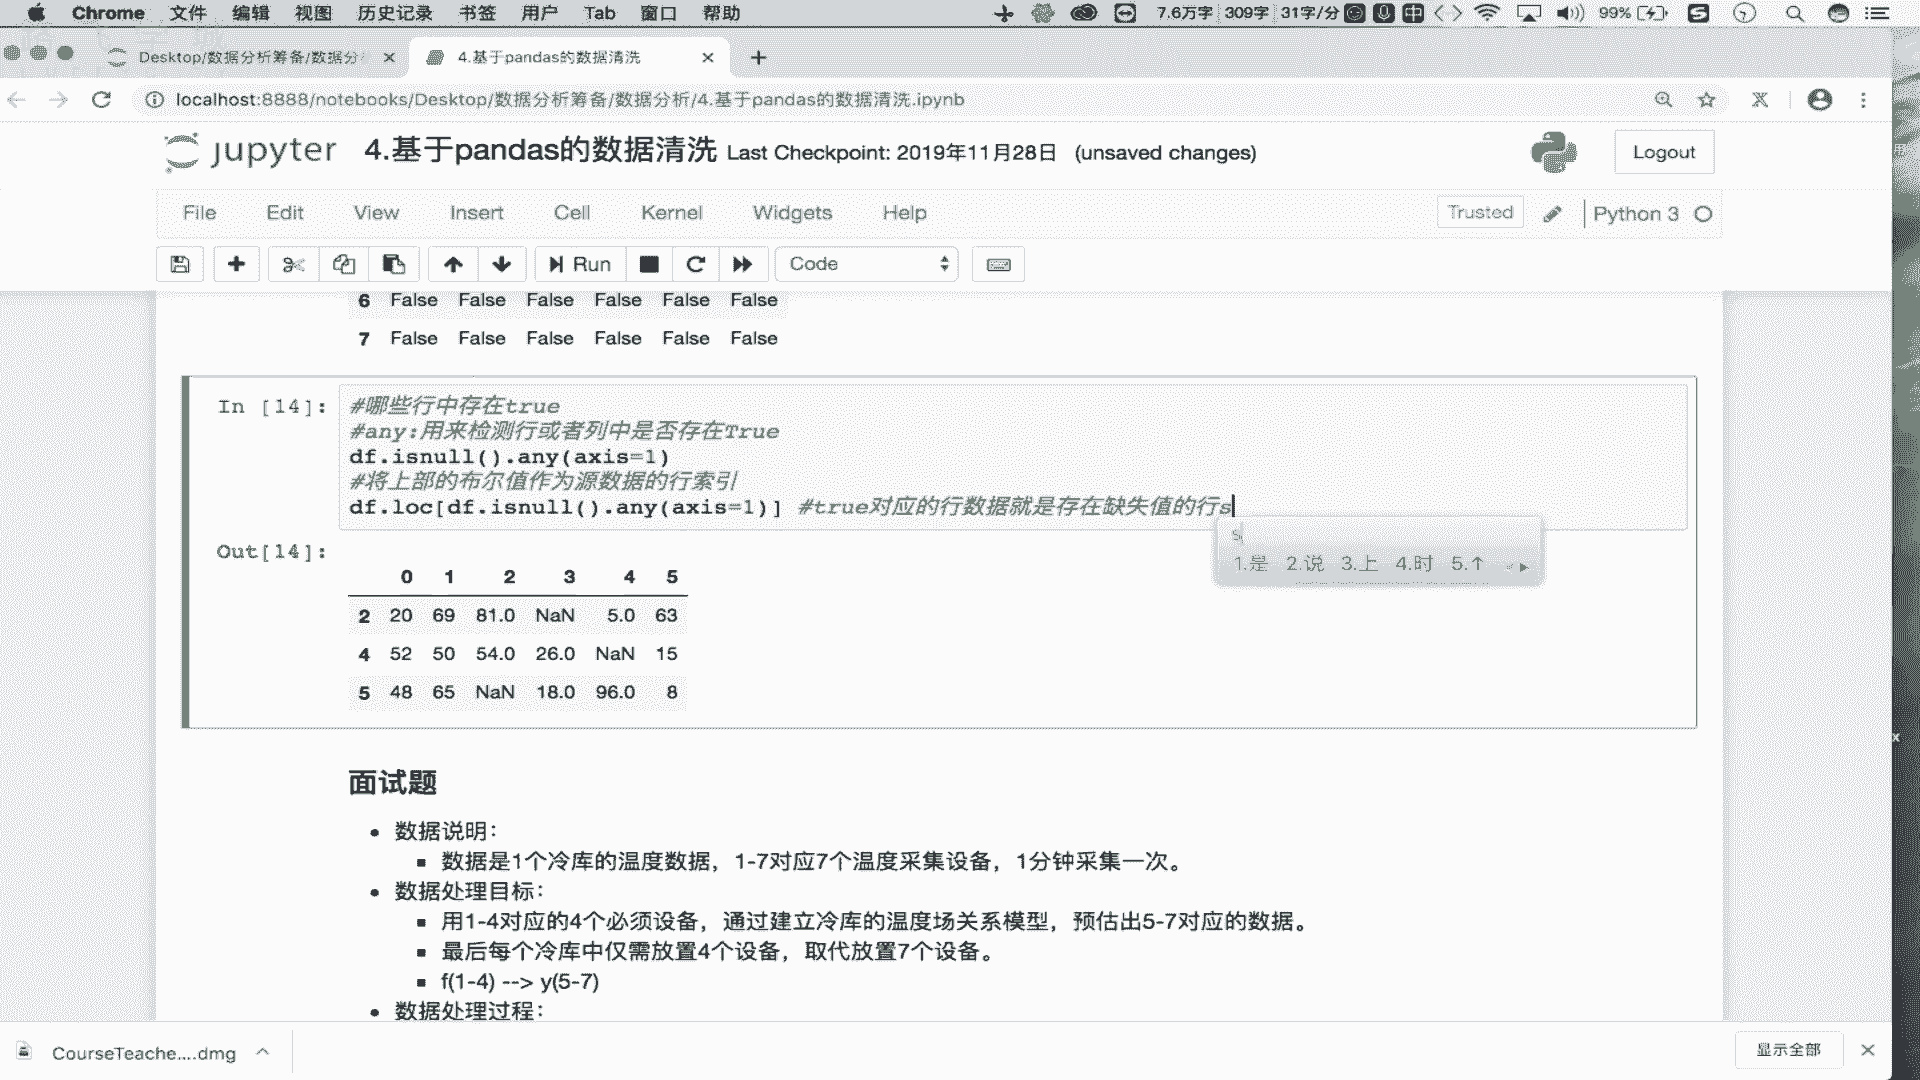 Chrome 文件 编辑 视图 历史记录 书签 用户 Tab 窗口 帮助 7.6万字 309字 31字/分 中 99%
Desktop/数据分析筹备/数据分 4.基于pandas的数据清洗
localhost:8888/notebooks/Desktop/数据分析筹备/数据分析/4.基于pandas的数据清洗.ipynb
jupyter 4.基于pandas的数据清洗 Last Checkpoint: 2019年11月28日 (unsaved changes) Logout
File Edit View Insert Cell Kernel Widgets Help Trusted Python 3
Run Code
6 False False False False False False
7 False False False False False False
In [14]: #哪些行中存在true
#any:用来检测行或者列中是否存在True
df.isnull().any(axis=1)
#将上部的布尔值作为源数据的行索引
df.loc[df.isnull().any(axis=1)] #true对应的行数据就是存在缺失值的行s
s
1.是 2.说 3.上 4.时 5.↑
Out[14]:
0 1 2 3 4 5
2 20 69 81.0 NaN 5.0 63
4 52 50 54.0 26.0 NaN 15
5 48 65 NaN 18.0 96.0 8
面试题
数据说明：
数据是1个冷库的温度数据，1-7对应7个温度采集设备，1分钟采集一次。
数据处理目标：
用1-4对应的4个必须设备，通过建立冷库的温度场关系模型，预估出5-7对应的数据。
最后每个冷库中仅需放置4个设备，取代放置7个设备。
f(1-4) --> y(5-7)
数据处理过程：
CourseTeache....dmg 显示全部